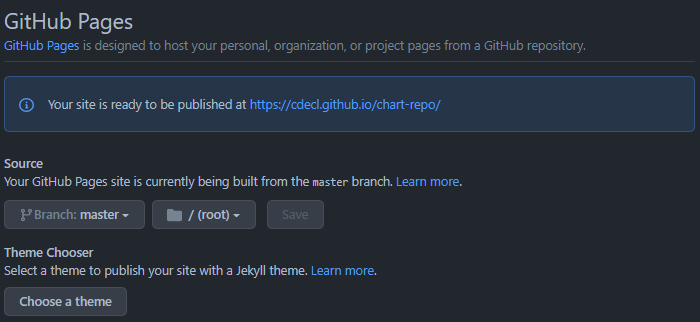 GitHub Pages
GitHub Pages is designed to host your personal, organization, or project pages from a GitHub repository.
Your site is ready to be published at https://cdecl.github.io/chart-repo/
Source
Your GitHub Pages site is currently being built from the master branch. Learn more.
Branch: master / (root) Save
Theme Chooser
Select a theme to publish your site with a Jekyll theme. Learn more.
Choose a theme